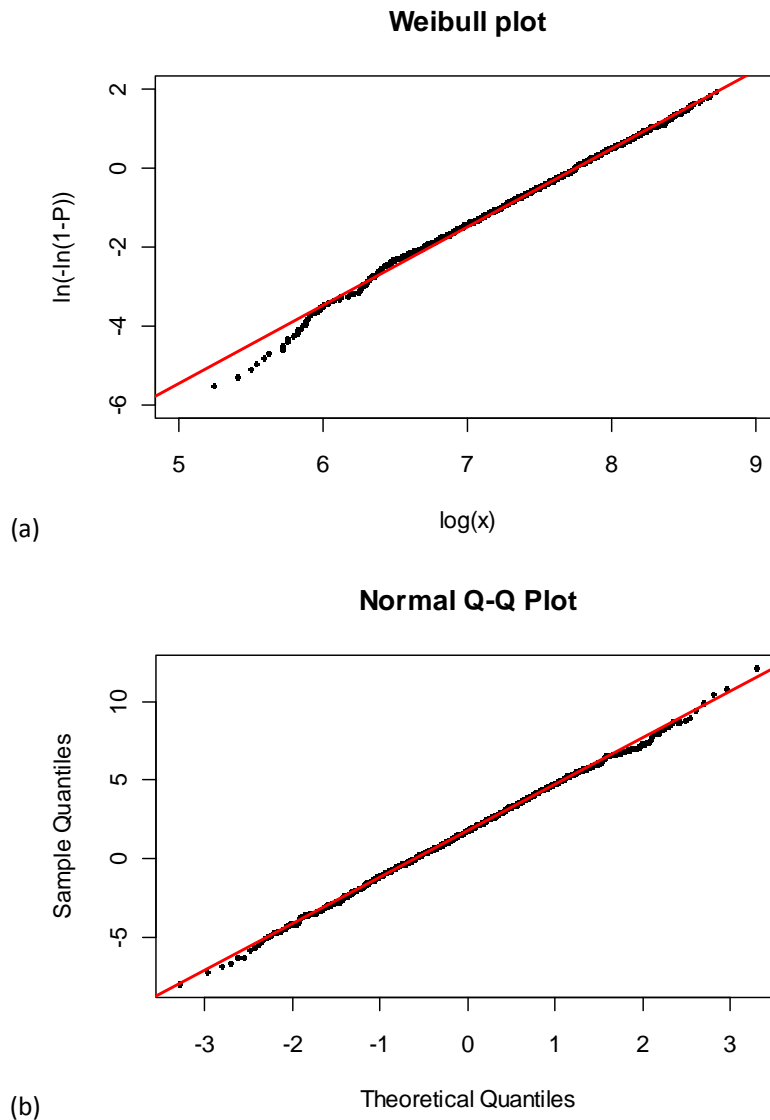 Weibull plot
2
0
-2
-4
-6
ln(-ln(1-P))
5 6 7 8 9
log(x)
(a)
Normal Q-Q Plot
10
5
0
-5
Sample Quantiles
-3 -2 -1 0 1 2 3
Theoretical Quantiles
(b)